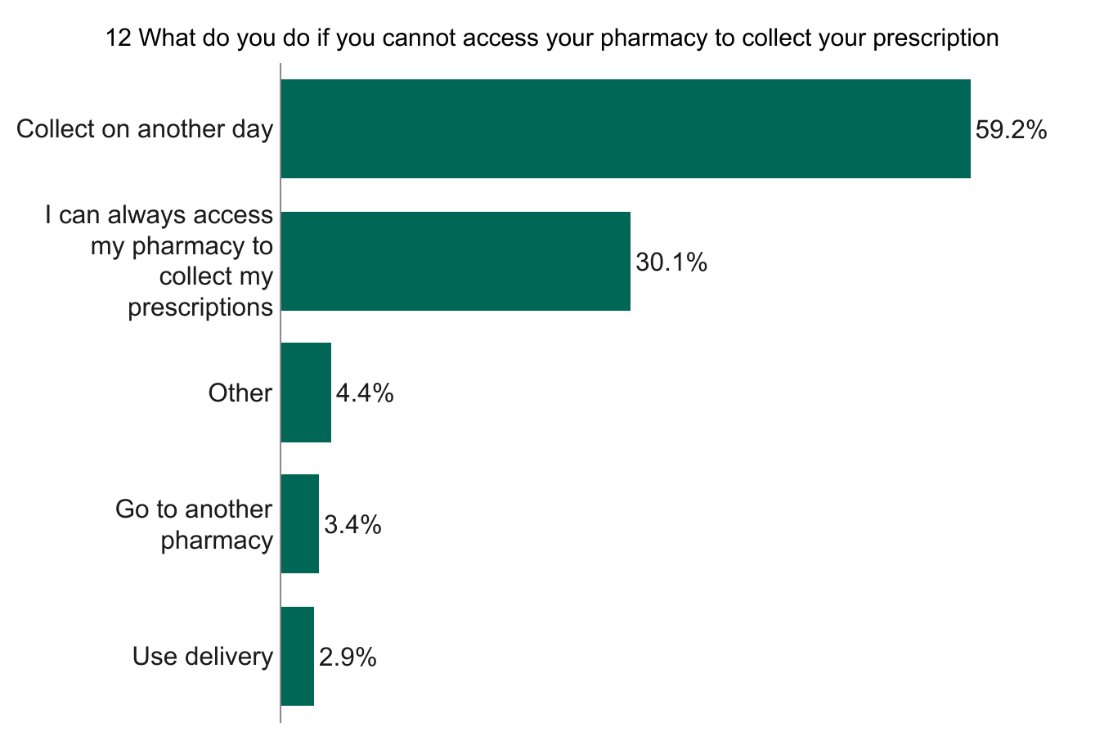 12 What do you do if you cannot access your pharmacy to collect your prescription
Collect on another day
59.2%
I can always access
my pharmacy to
collect my
prescriptions
30.1%
Other
4.4%
Go to another
pharmacy
3.4%
Use delivery
2.9%